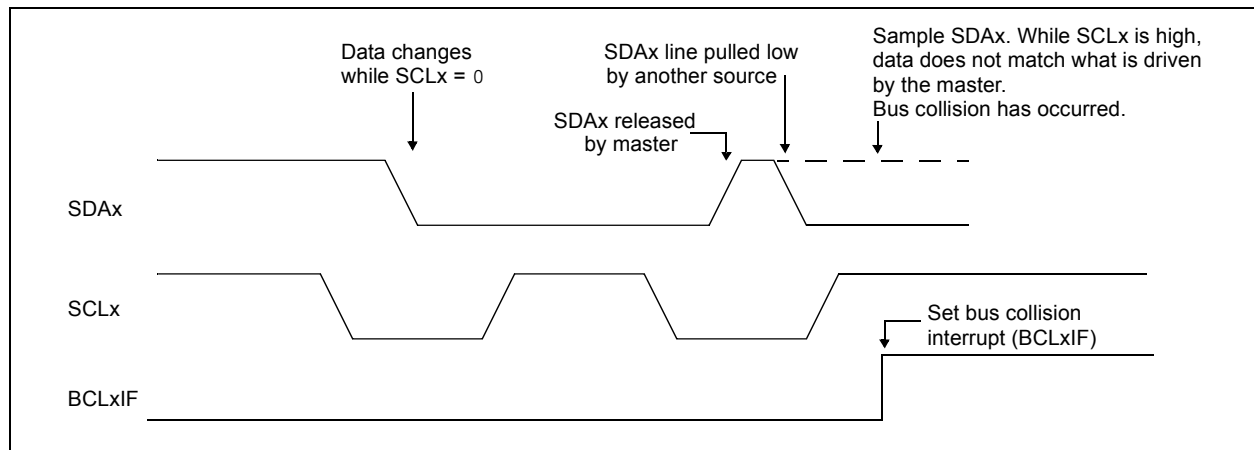 Data changes
while SCLx = 0
SDAx line pulled low
by another source
Sample SDAx. While SCLx is high,
data does not match what is driven
by the master.
Bus collision has occurred.
SDAx released
by master
SDAx
SCLx
Set bus collision
interrupt (BCLxIF)
BCLxIF